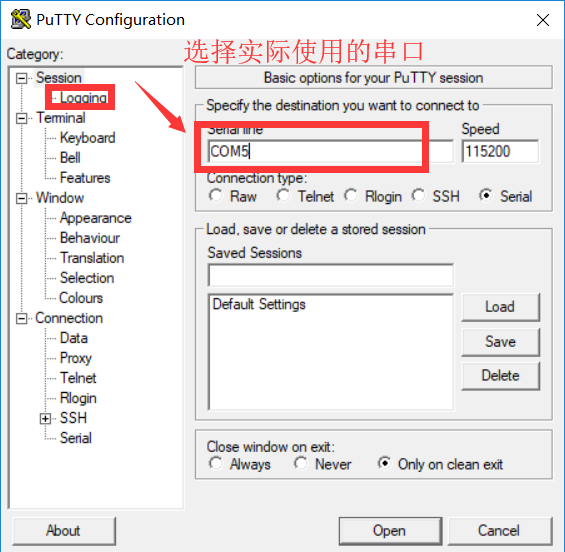 PuTTY Configuration
Category:
选择实际使用的串口
Session
Logging
Terminal
Keyboard
Bell
Features
Window
Appearance
Behaviour
Translation
Selection
Colours
Connection
Data
Proxy
Telnet
Rlogin
SSH
Serial
Basic options for your PuTTY session
Specify the destination you want to connect to
Serial line Speed
COM5 115200
Connection type:
Raw Telnet Rlogin SSH Serial
Load, save or delete a stored session
Saved Sessions
Default Settings
Load
Save
Delete
Close window on exit:
Always Never Only on clean exit
About Open Cancel